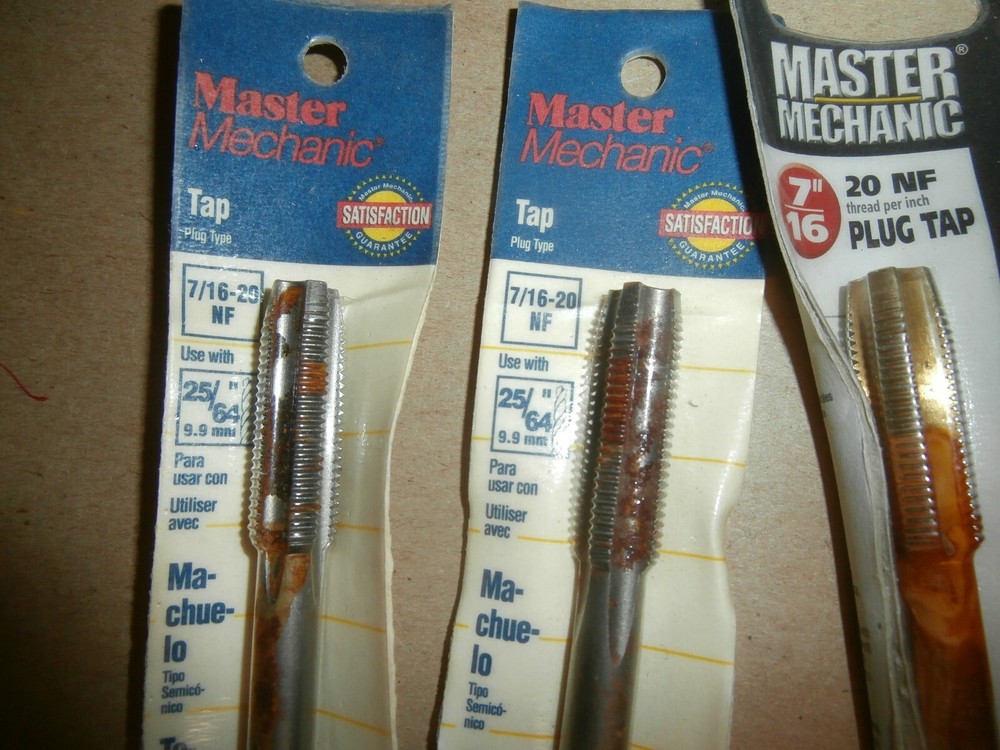 Master
Mechanic®
Tap
Plug Type
Master Mechanic
SATISFACTION
GUARANTEE
7/16-20
NF
Use with
25/64"
9.9 mm
Para
usar con
Utiliser
avec
Ma-
chue-
lo
Tipo
Semicó-
nico
Master
Mechanic®
Tap
Plug Type
Master Mechanic
SATISFACTION
GUARANTEE
7/16-20
NF
Use with
25/64"
9.9 mm
Para
usar con
Utiliser
avec
Ma-
chue-
lo
Tipo
Semicó-
nico
MASTER®
MECHANIC
7"
16
20 NF
thread per inch
PLUG TAP